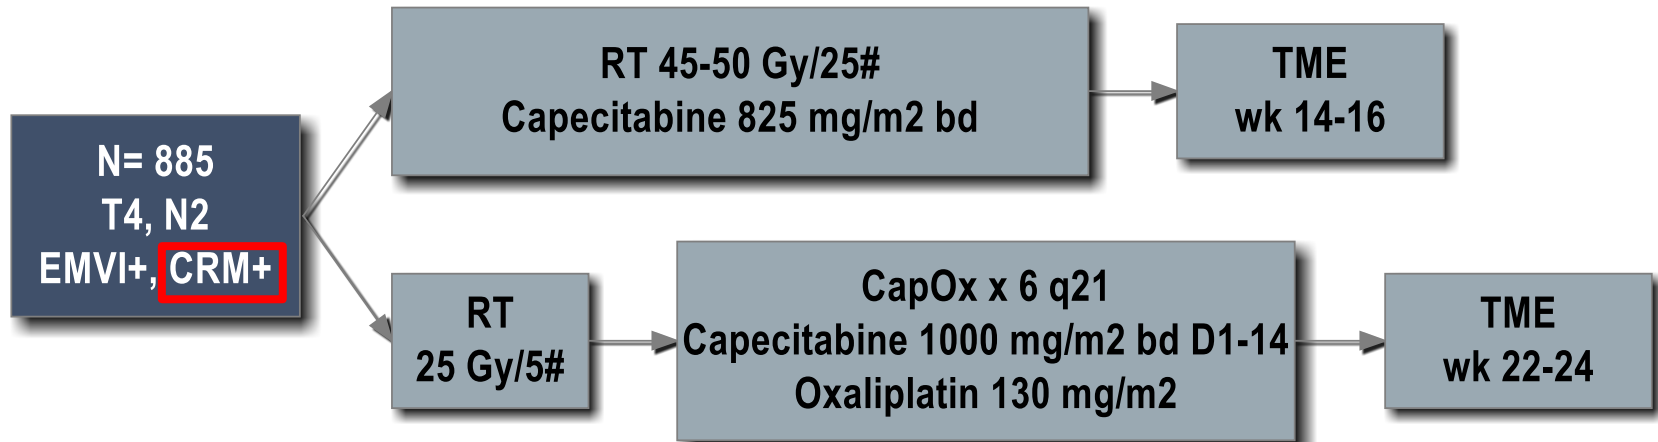 N= 885
T4, N2
EMVI+, CRM+
RT 45-50 Gy/25#
Capecitabine 825 mg/m2 bd
TME
wk 14-16
RT
25 Gy/5#
CapOx x 6 q21
Capecitabine 1000 mg/m2 bd D1-14
Oxaliplatin 130 mg/m2
TME
wk 22-24